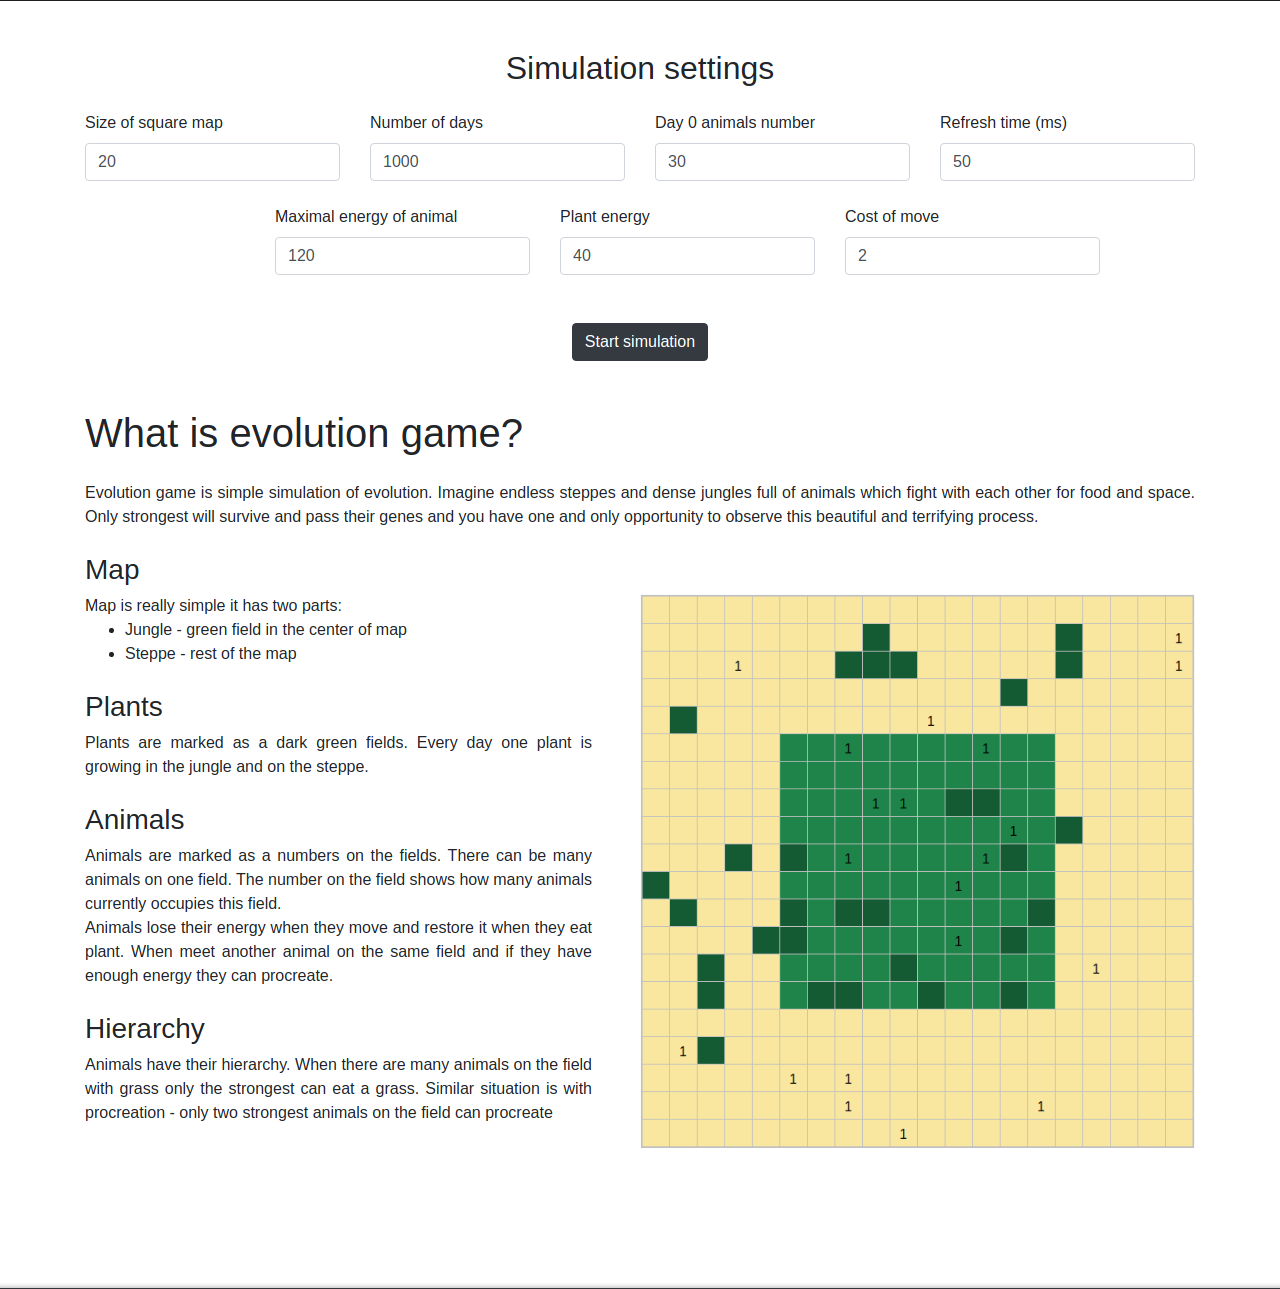 Simulation settings
Size of square map
Number of days
Day 0 animals number
Refresh time (ms)
20
1000
30
50
Maximal energy of animal
Plant energy
Cost of move
120
40
2
Start simulation
What is evolution game?
Evolution game is simple simulation of evolution. Imagine endless steppes and dense jungles full of animals which fight with each other for food and space.
Only strongest will survive and pass their genes and you have one and only opportunity to observe this beautiful and terrifying process.
Map
Map is really simple it has two parts:
Jungle - green field in the center of map
Steppe - rest of the map
Plants
Plants are marked as a dark green fields. Every day one plant is
growing in the jungle and on the steppe.
Animals
Animals are marked as a numbers on the fields. There can be many
animals on one field. The number on the field shows how many animals
currently occupies this field.
Animals lose their energy when they move and restore it when they eat
plant. When meet another animal on the same field and if they have
enough energy they can procreate.
Hierarchy
Animals have their hierarchy. When there are many animals on the field
with grass only the strongest can eat a grass. Similar situation is with
procreation - only two strongest animals on the field can procreate
1
1 1
1
1 1
1 1
1
1 1
1
1
1
1
1 1
1 1
1